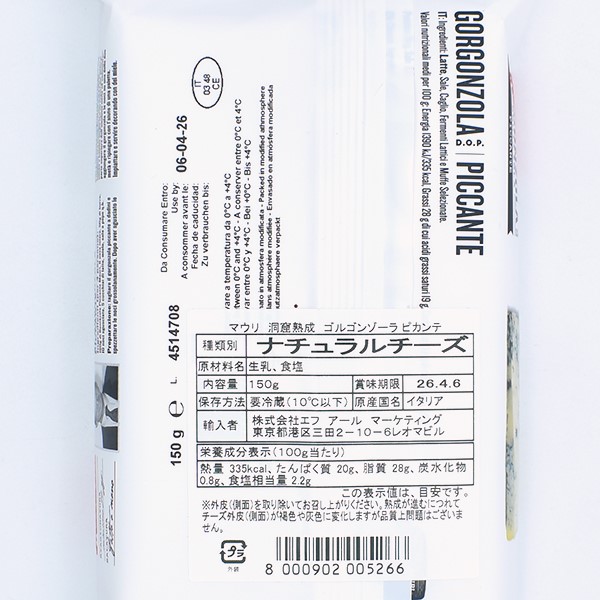 GORGONZOLA
D.O.P.
PICCANTE
IT: Ingredienti: Latte, Sale, Caglio, Fermenti Lattici e Muffe Selezionate.
Valori nutrizionali medi per 100 g: Energia 1390 kJ/335 kcal, Grassi 28 g di cui acidi grassi saturi 19 g
IT
03 48
CE
06-04-26
Da Consumare Entro:
Use by:
A consommer avant le:
Fecha de caducidad:
Zu verbrauchen bis:
a temperatura da 0°C a +4°C
between 0°C and +4°C - A conserver entre 0°C et 4°C
entre 0°C y +4°C - Bei +0°C - Bis +4°C
in atmosfera modificata - Packed in modified athmosphere
atmosphère modifiée - Envasado en atmósfera modificada
verpackt
150 g e L 4514708
Preparazione:
マウリ 洞窟熟成 ゴルゴンゾーラ ピカンテ
種類別 ナチュラルチーズ
原材料名 生乳、食塩
内容量 150g 賞味期限 26.4.6
保存方法 要冷蔵(10℃以下) 原産国名 イタリア
輸入者 株式会社エフ アール マーケティング
東京都港区三田2-10-6レオマビル
栄養成分表示(100g当たり)
熱量 335kcal、たんぱく質 20g、脂質 28g、炭水化物
0.8g、食塩相当量 2.2g
この表示値は、目安です。
※外皮(側面)を取り除いてお召し上がりください。熟成が進むにつれて
チーズ外皮(側面)が褐色や灰色に変化しますが品質上問題はございま
せん。
プラ
外装
8 000902 005266